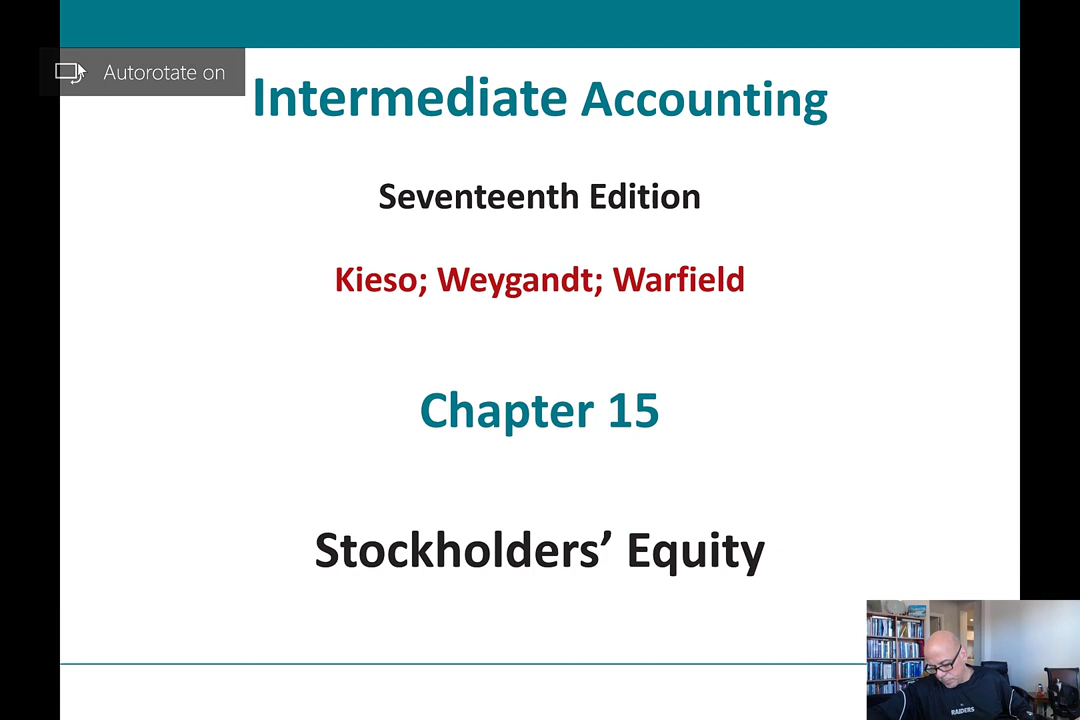 Autorotate on
Intermediate Accounting
Seventeenth Edition
Kieso; Weygandt; Warfield
Chapter 15
Stockholders’ Equity
RAIDERS